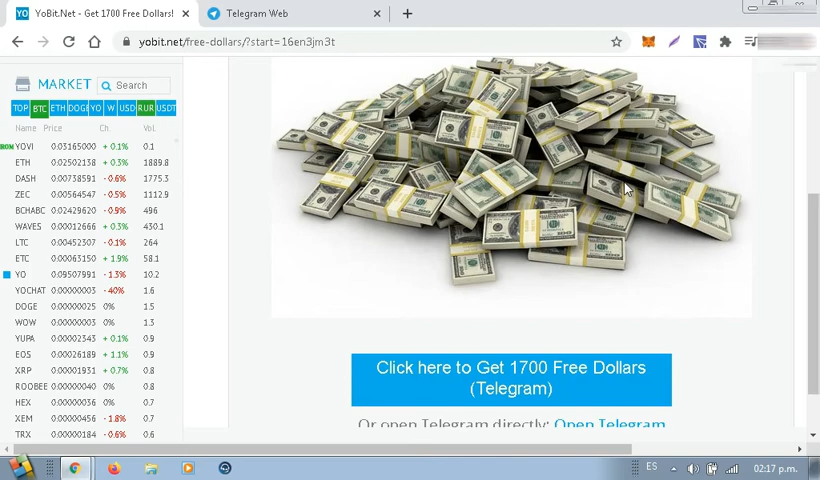 YoBit.Net - Get 1700 Free Dollars!
Telegram Web
yobit.net/free-dollars/?start=16en3jm3t
MARKET
Search
TOP BTC ETH DOGE YO W USD RUR USDT
Name Price Ch. Vol.
YOVI 0.03165000 + 0.1% 0.1
ETH 0.02502138 + 0.3% 1889.8
DASH 0.00738591 - 0.6% 1775.3
ZEC 0.00564547 - 0.5% 1112.9
BCHABC 0.02429620 - 0.9% 496
WAVES 0.00012666 + 0.3% 430.1
LTC 0.00452307 - 0.1% 264
ETC 0.00063150 + 1.9% 58.1
YO 0.09507991 - 1.3% 10.2
YOCHAT 0.00000003 - 40% 1.6
DOGE 0.00000025 0% 1.5
WOW 0.00000003 0% 1.3
YUPA 0.00002343 + 0.1% 0.9
EOS 0.00026189 + 1.1% 0.9
XRP 0.00001931 + 0.7% 0.8
ROOBEE 0.00000040 0% 0.8
HEX 0.00000036 0% 0.7
XEM 0.00000456 - 1.8% 0.7
TRX 0.00000184 - 0.6% 0.6
Click here to Get 1700 Free Dollars
(Telegram)
Or open Telegram directly: Open Telegram
ES
02:17 p.m.